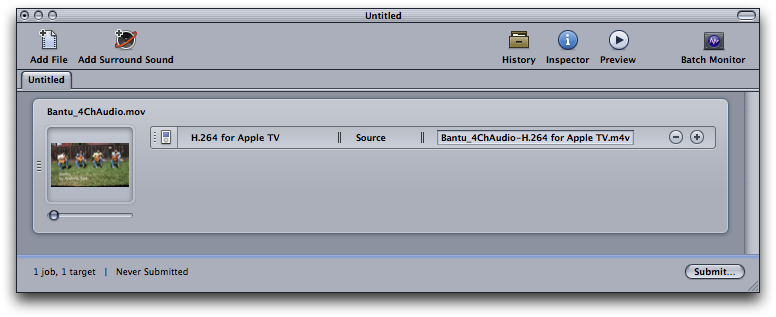 Untitled
Add File Add Surround Sound History Inspector Preview Batch Monitor
Untitled
Bantu_4ChAudio.mov
H.264 for Apple TV Source Bantu_4ChAudio-H.264 for Apple TV.m4v
1 job, 1 target | Never Submitted Submit...